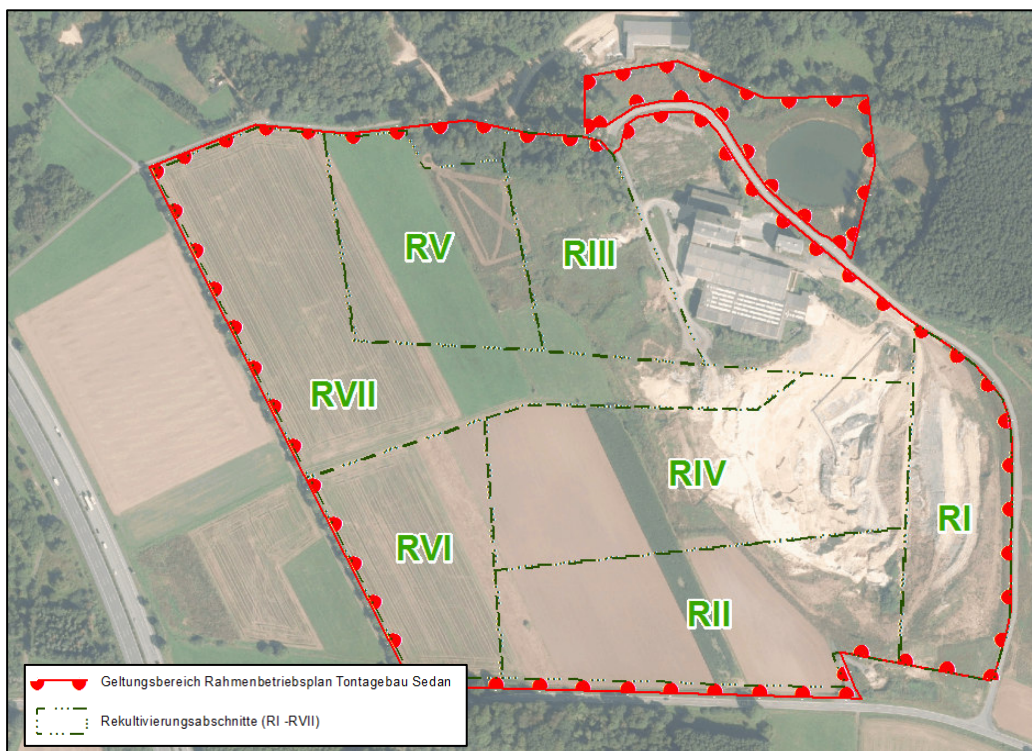 RV
RIII
RVII
RIV
RI
RVI
RII
Geltungsbereich Rahmenbetriebsplan Tontagebau Sedan
Rekultivierungsabschnitte (RI -RVII)